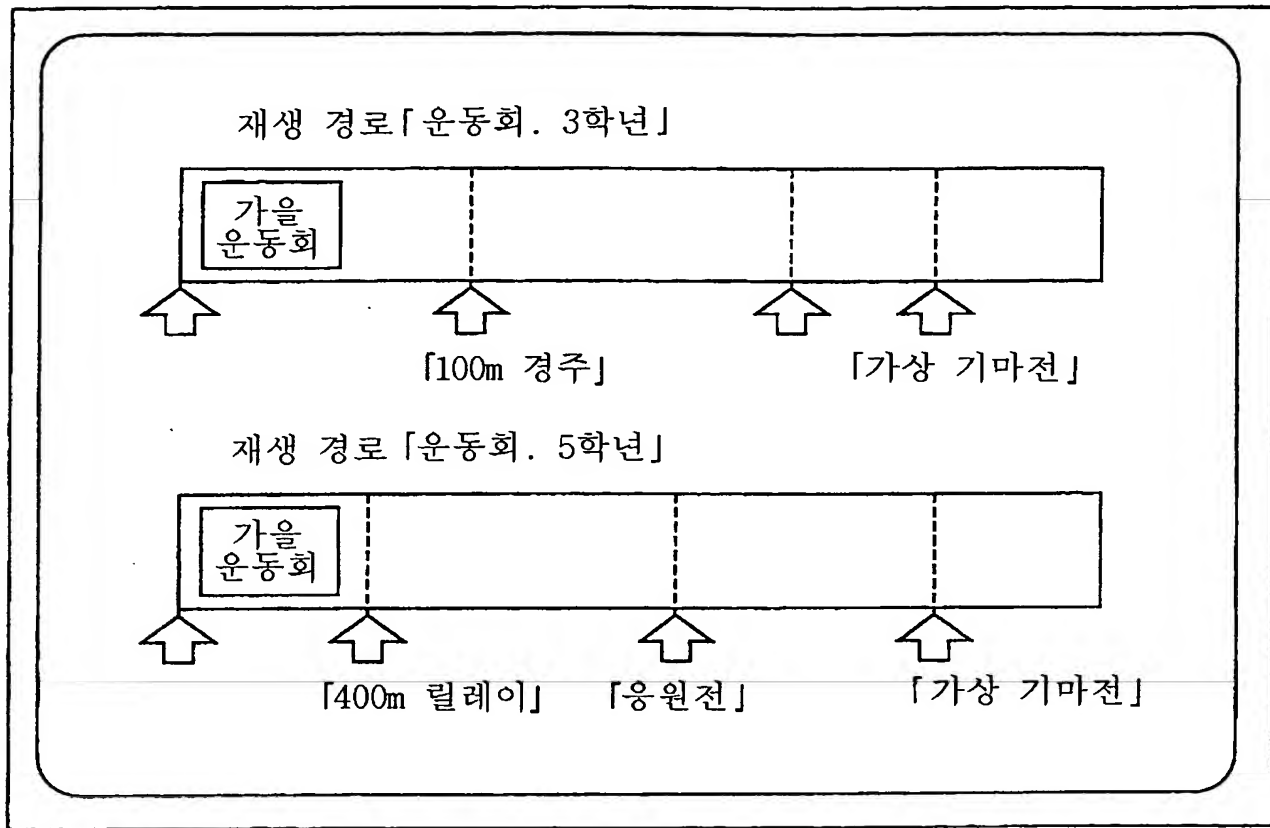 재생 경로「운동회. 3학년」
가을
운동회
「100m 경주」 「가상 기마전」
재생 경로「운동회. 5학년」
가을
운동회
「400m 릴레이」 「응원전」 「가상 기마전」